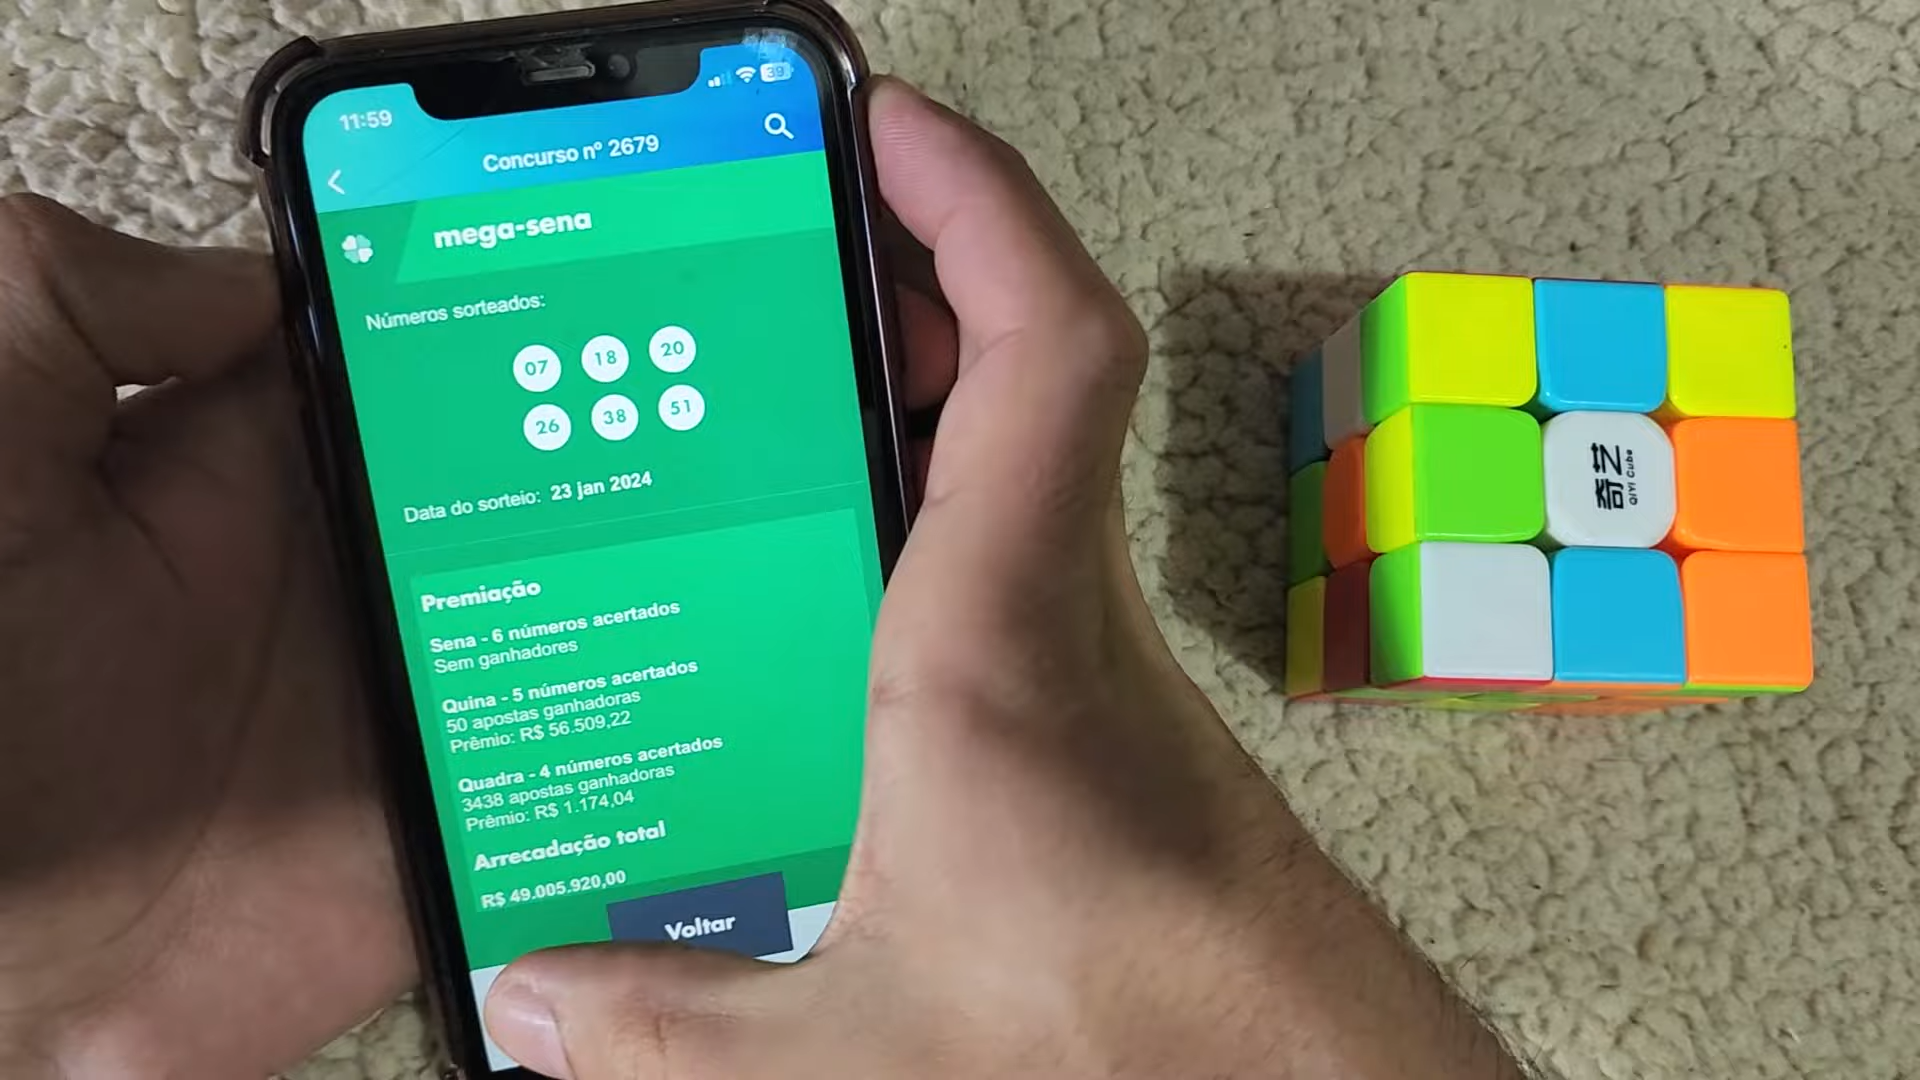 11:59
39
Concurso nº 2679
mega-sena
Números sorteados:
07 18 20
26 38 51
Data do sorteio: 23 jan 2024
Premiação
Sena - 6 números acertados
Sem ganhadores
Quina - 5 números acertados
50 apostas ganhadoras
Prêmio: R$ 56.509,22
Quadra - 4 números acertados
3438 apostas ganhadoras
Prêmio: R$ 1.174,04
Arrecadação total
R$ 49.005.920,00
Voltar
奇艺
QiYi Cube